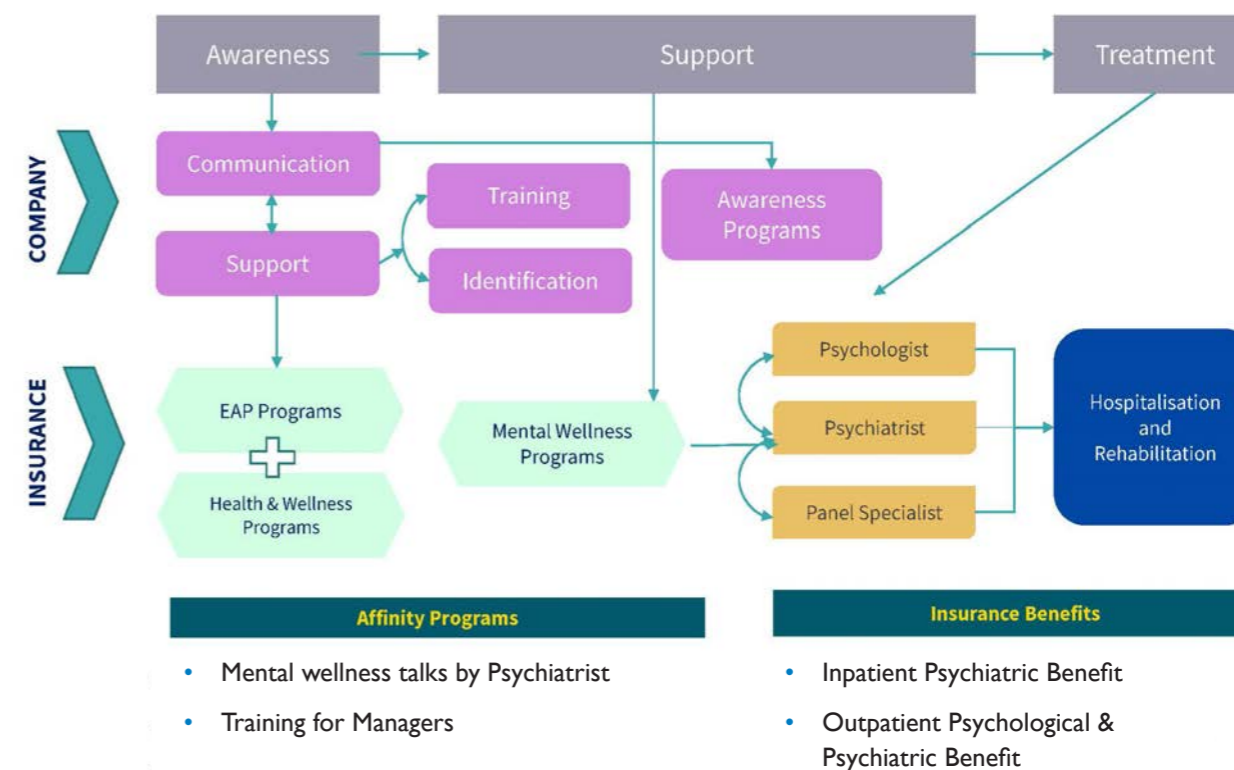 Awareness
Support
Treatment
COMPANY
Communication
Support
Training
Identification
Awareness
Programs
INSURANCE
EAP Programs
Health & Wellness
Programs
Mental Wellness
Programs
Psychologist
Psychiatrist
Panel Specialist
Hospitalisation
and
Rehabilitation
Affinity Programs
• Mental wellness talks by Psychiatrist
• Training for Managers
Insurance Benefits
• Inpatient Psychiatric Benefit
• Outpatient Psychological &
Psychiatric Benefit